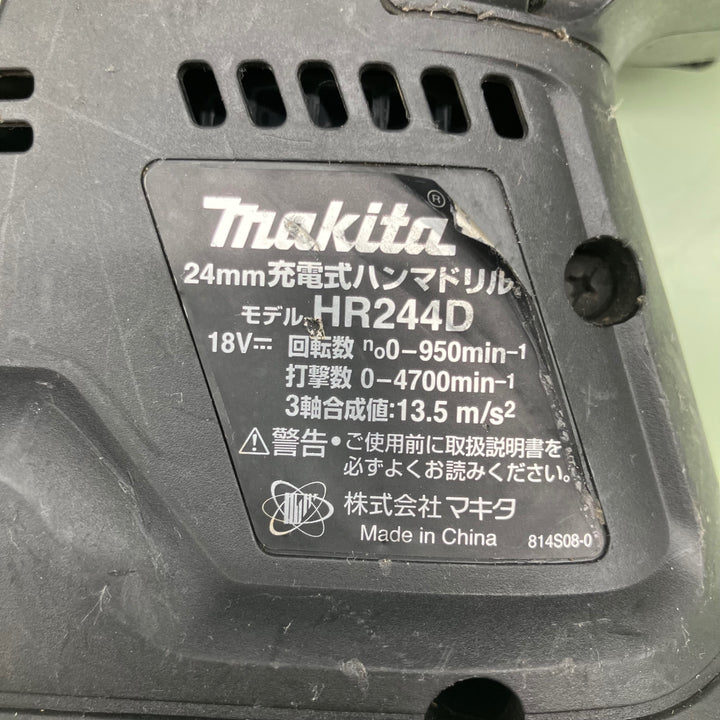 makita®
24mm充電式ハンマドリル
モデル HR244D
18V⎓ 回転数 n₀0−950min⁻¹
打撃数 0−4700min⁻¹
3軸合成値:13.5 m/s²
⚠警告•ご使用前に取扱説明書を
必ずよくお読みください。
株式会社 マキタ
Made in China 814S08-0